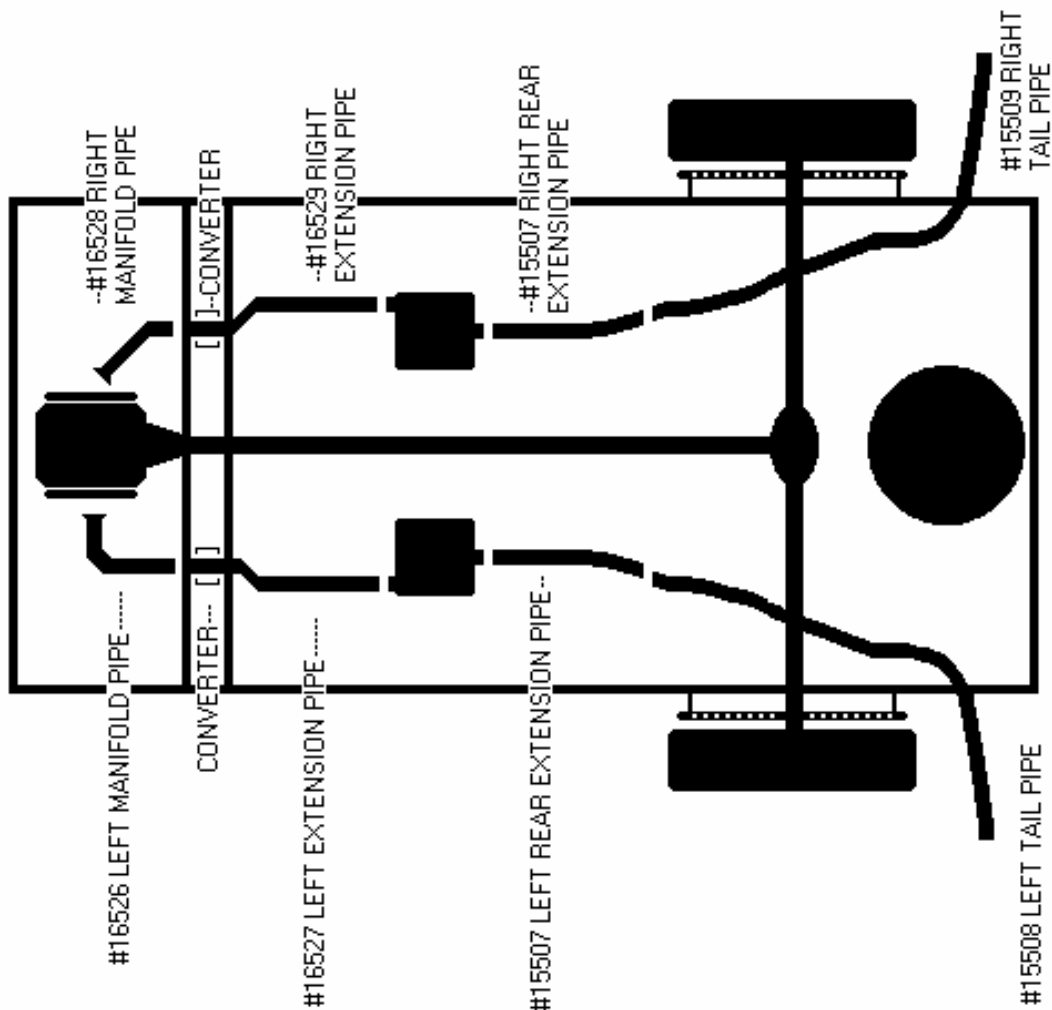 --#16528 RIGHT
MANIFOLD PIPE
[ ]-CONVERTER
--#16529 RIGHT
EXTENSION PIPE
--#15507 RIGHT REAR
EXTENSION PIPE
#15509 RIGHT
TAIL PIPE
#16526 LEFT MANIFOLD PIPE------
CONVERTER--- [ ]
#16527 LEFT EXTENSION PIPE------
#15507 LEFT REAR EXTENSION PIPE--
#15508 LEFT TAIL PIPE